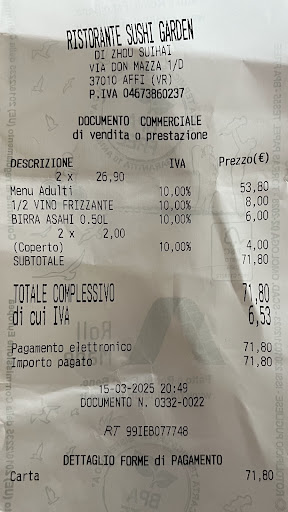 RISTORANTE SUSHI GARDEN
DI ZHOU SUIHAI
VIA DON MAZZA 1/D
37010 AFFI (VR)
P.IVA 04673860237
DOCUMENTO COMMERCIALE
di vendita o prestazione
DESCRIZIONE IVA Prezzo(€)
2 x 26,90
Menu Adulti 10,00% 53,80
1/2 VINO FRIZZANTE 10,00% 8,00
BIRRA ASAHI 0.50L 10,00% 6,00
2 x 2,00
(Coperto) 10,00% 4,00
SUBTOTALE 71,80
TOTALE COMPLESSIVO 71,80
di cui IVA 6,53
Pagamento elettronico 71,80
Importo pagato 71,80
15-03-2025 20:49
DOCUMENTO N. 0332-0022
RT 99IEB077748
DETTAGLIO FORME di PAGAMENTO
Carta 71,80